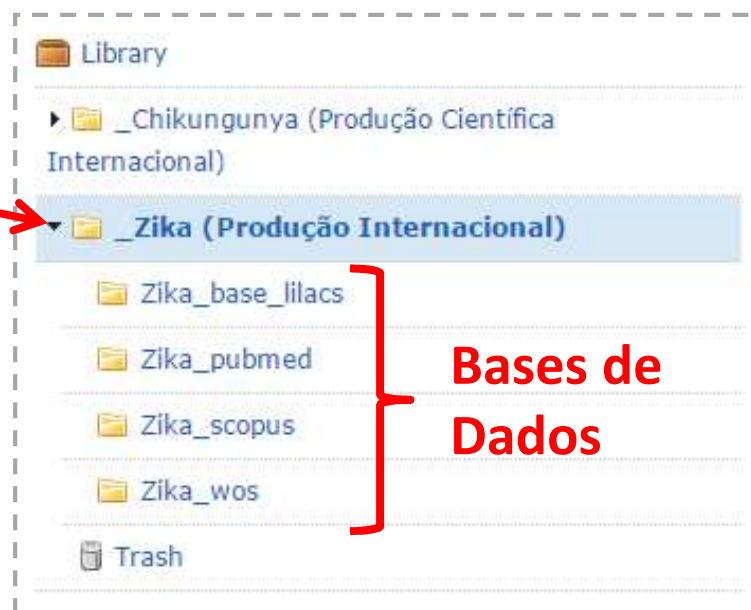 Library
_Chikungunya (Produção Científica
Internacional)
_Zika (Produção Internacional)
Zika_base_lilacs
Zika_pubmed
Zika_scopus
Zika_wos
Bases de
Dados
Trash